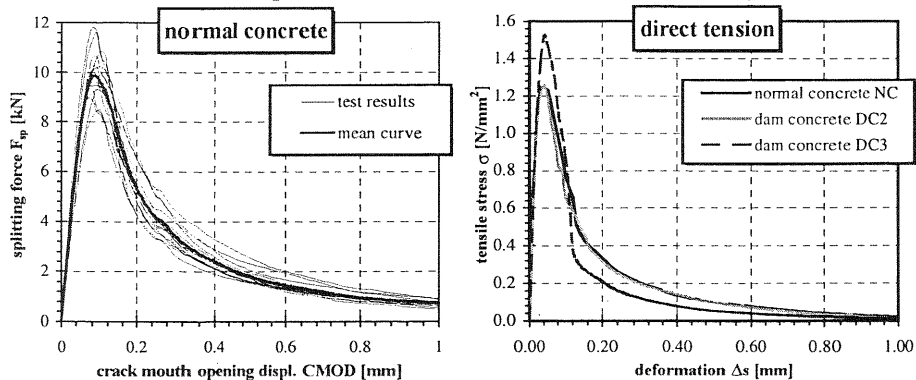 normal concrete
12
10
8
6
4
2
0
splitting force F_sp [kN]
test results
mean curve
0 0.2 0.4 0.6 0.8 1
crack mouth opening displ. CMOD [mm]
direct tension
1.6
1.4
1.2
1.0
0.8
0.6
0.4
0.2
0.0
tensile stress σ [N/mm²]
normal concrete NC
dam concrete DC2
dam concrete DC3
0.00 0.20 0.40 0.60 0.80 1.00
deformation Δs [mm]